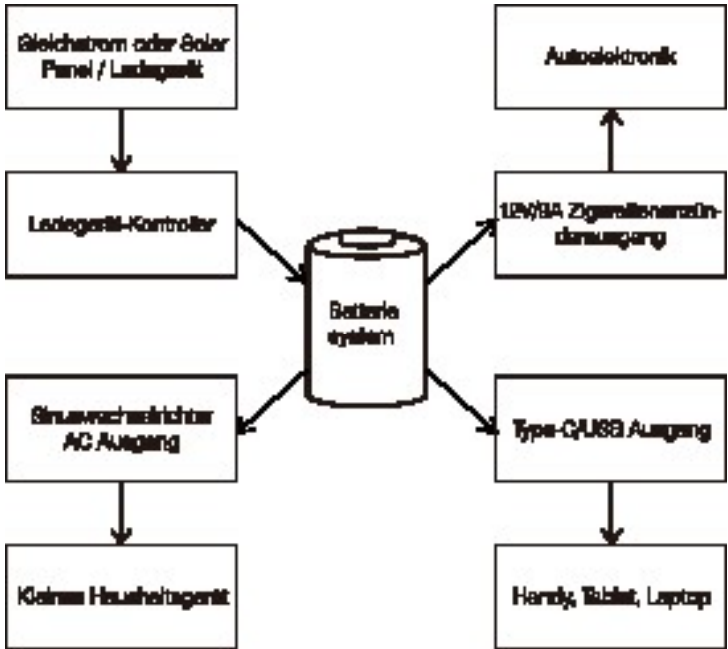 Gleichstrom oder Solar
Panel / Ladegerät
Autoelektronik
Ladegerät-Kontroller
12V/9A Zigarettenanzün-
derausgang
Batterie
system
Sinuswechselrichter
AC Ausgang
Type-C/USB Ausgang
Kleines Haushaltsgerät
Handy, Tablet, Laptop